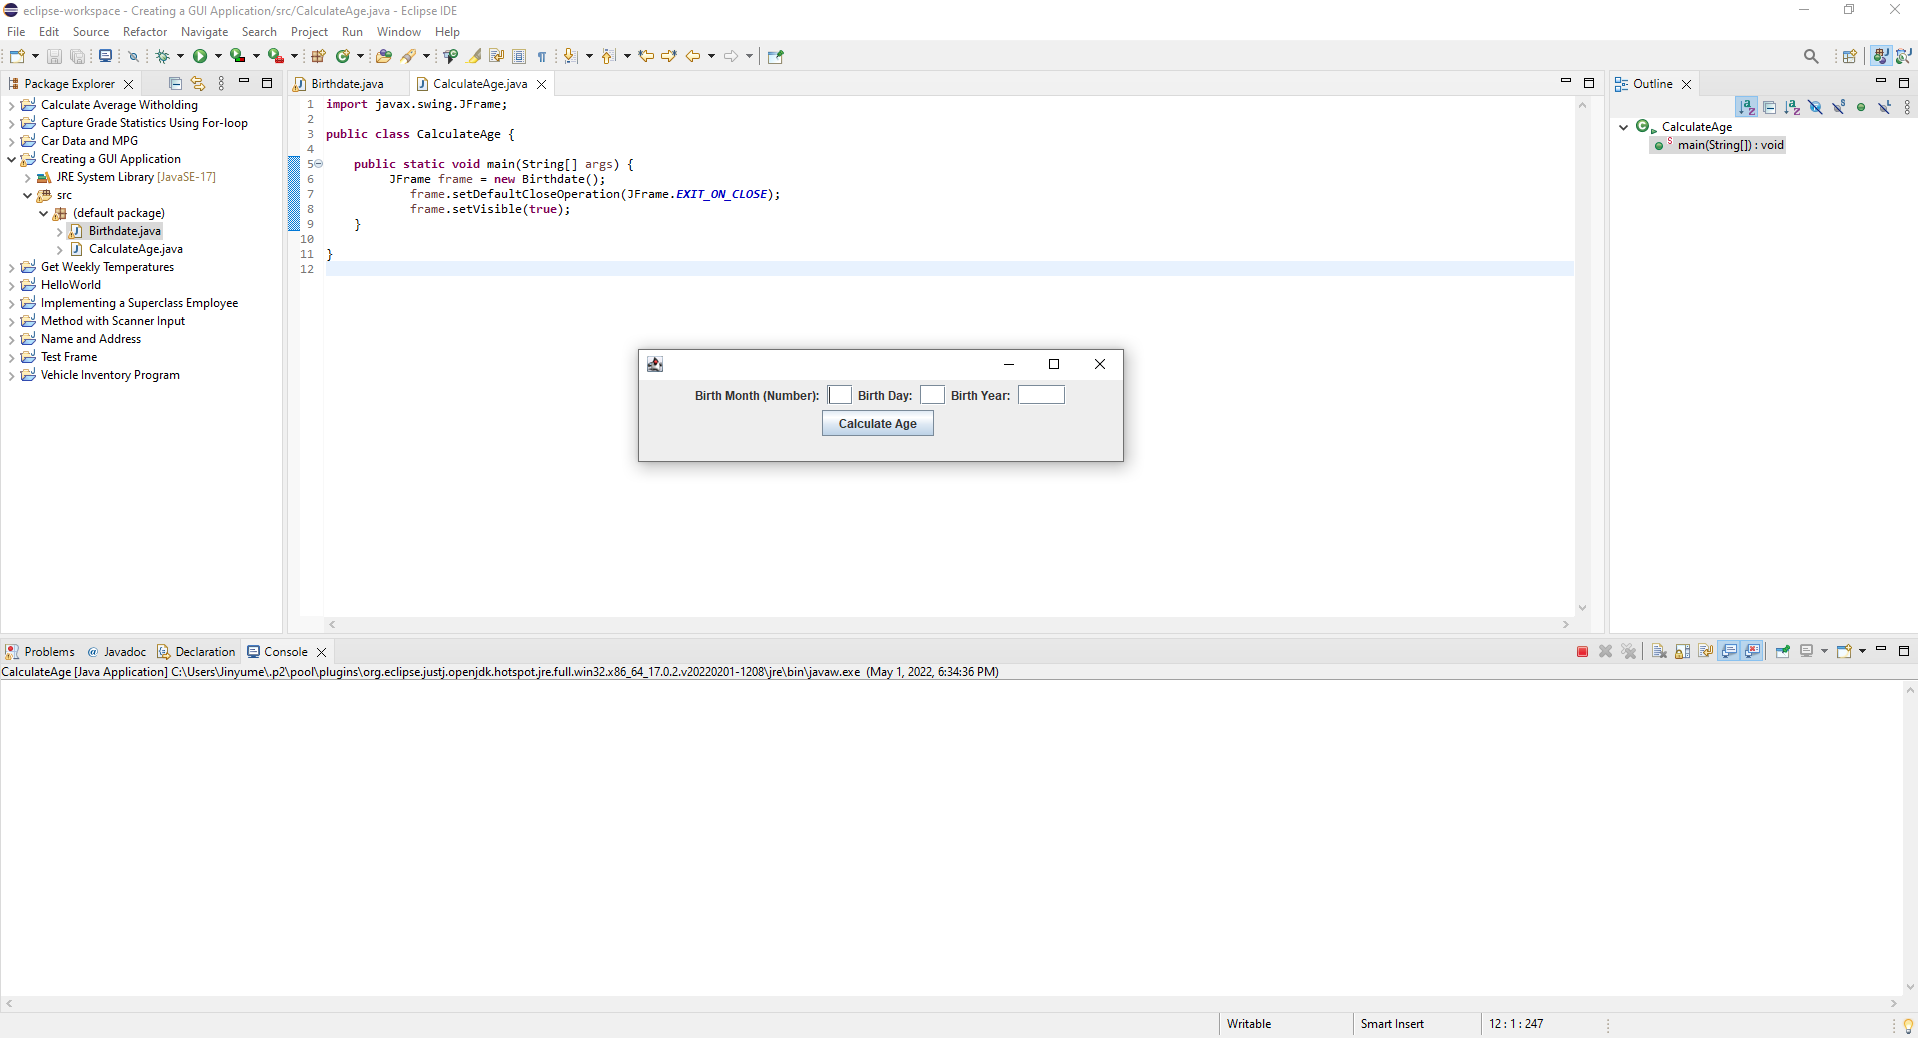 eclipse-workspace - Creating a GUI Application/src/CalculateAge.java - Eclipse IDE
File Edit Source Refactor Navigate Search Project Run Window Help
Package Explorer
Calculate Average Witholding
Capture Grade Statistics Using For-loop
Car Data and MPG
Creating a GUI Application
JRE System Library [JavaSE-17]
src
(default package)
Birthdate.java
CalculateAge.java
Get Weekly Temperatures
HelloWorld
Implementing a Superclass Employee
Method with Scanner Input
Name and Address
Test Frame
Vehicle Inventory Program
Birthdate.java CalculateAge.java
1 import javax.swing.JFrame;
2
3 public class CalculateAge {
4
5 public static void main(String[] args) {
6 JFrame frame = new Birthdate();
7 frame.setDefaultCloseOperation(JFrame.EXIT_ON_CLOSE);
8 frame.setVisible(true);
9 }
10
11 }
12
Birth Month (Number): Birth Day: Birth Year:
Calculate Age
Outline
CalculateAge
main(String[]) : void
Problems @ Javadoc Declaration Console
CalculateAge [Java Application] C:\Users\Jinyume\.p2\pool\plugins\org.eclipse.justj.openjdk.hotspot.jre.full.win32.x86_64_17.0.2.v20220201-1208\jre\bin\javaw.exe (May 1, 2022, 6:34:36 PM)
Writable Smart Insert 12 : 1 : 247